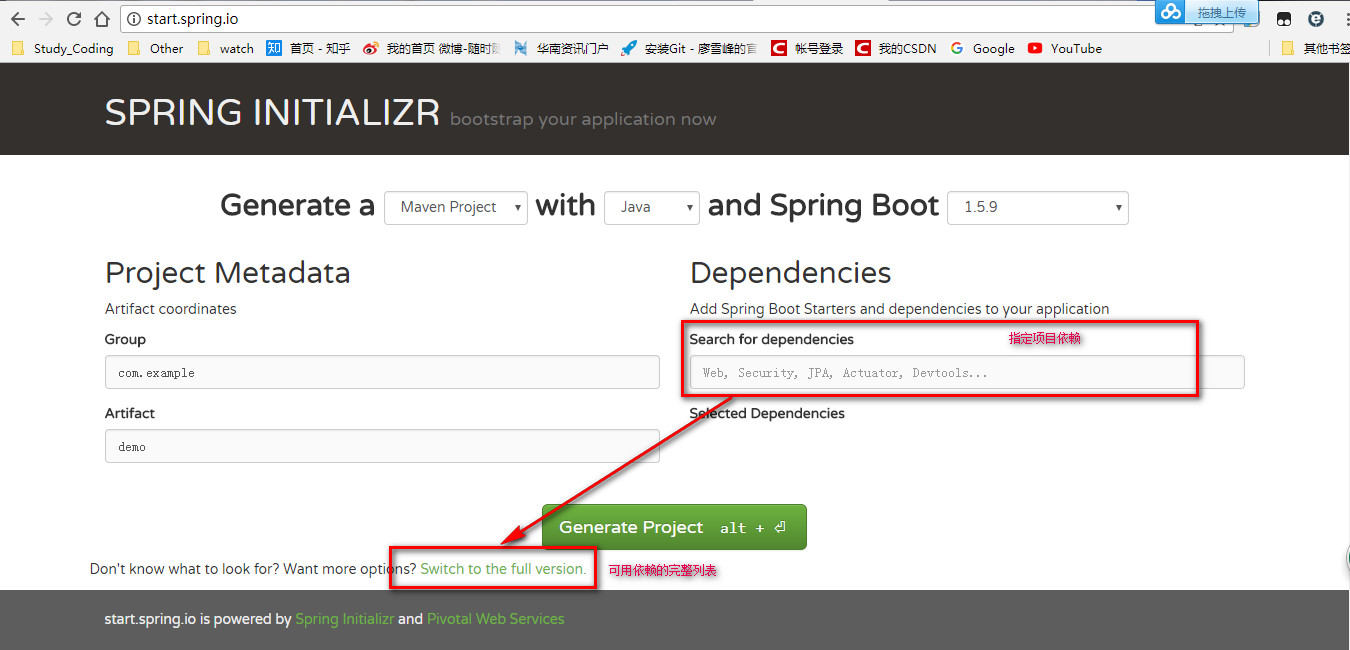 start.spring.io
拖拽上传
Study_Coding Other watch 知 首页 - 知乎 我的首页 微博-随时随 华南资讯门户 安装Git - 廖雪峰的官 C 帐号登录 C 我的CSDN G Google YouTube 其他书签
SPRING INITIALIZR bootstrap your application now
Generate a Maven Project with Java and Spring Boot 1.5.9
Project Metadata
Artifact coordinates
Group
com.example
Artifact
demo
Dependencies
Add Spring Boot Starters and dependencies to your application
Search for dependencies 指定项目依赖
Web, Security, JPA, Actuator, Devtools...
Selected Dependencies
Generate Project alt + ⏎
Don't know what to look for? Want more options? Switch to the full version. 可用依赖的完整列表
start.spring.io is powered by Spring Initializr and Pivotal Web Services